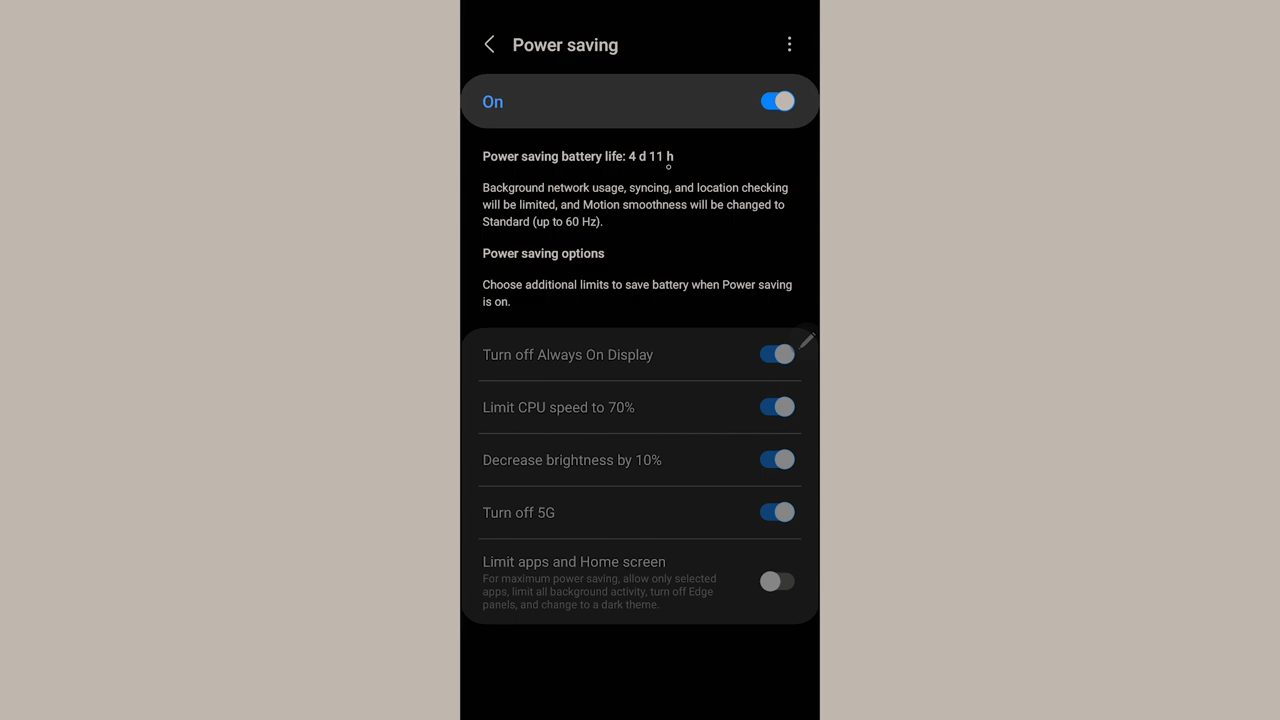 Power saving
On
Power saving battery life: 4 d 11 h
Background network usage, syncing, and location checking
will be limited, and Motion smoothness will be changed to
Standard (up to 60 Hz).
Power saving options
Choose additional limits to save battery when Power saving
is on.
Turn off Always On Display
Limit CPU speed to 70%
Decrease brightness by 10%
Turn off 5G
Limit apps and Home screen
For maximum power saving, allow only selected
apps, limit all background activity, turn off Edge
panels, and change to a dark theme.